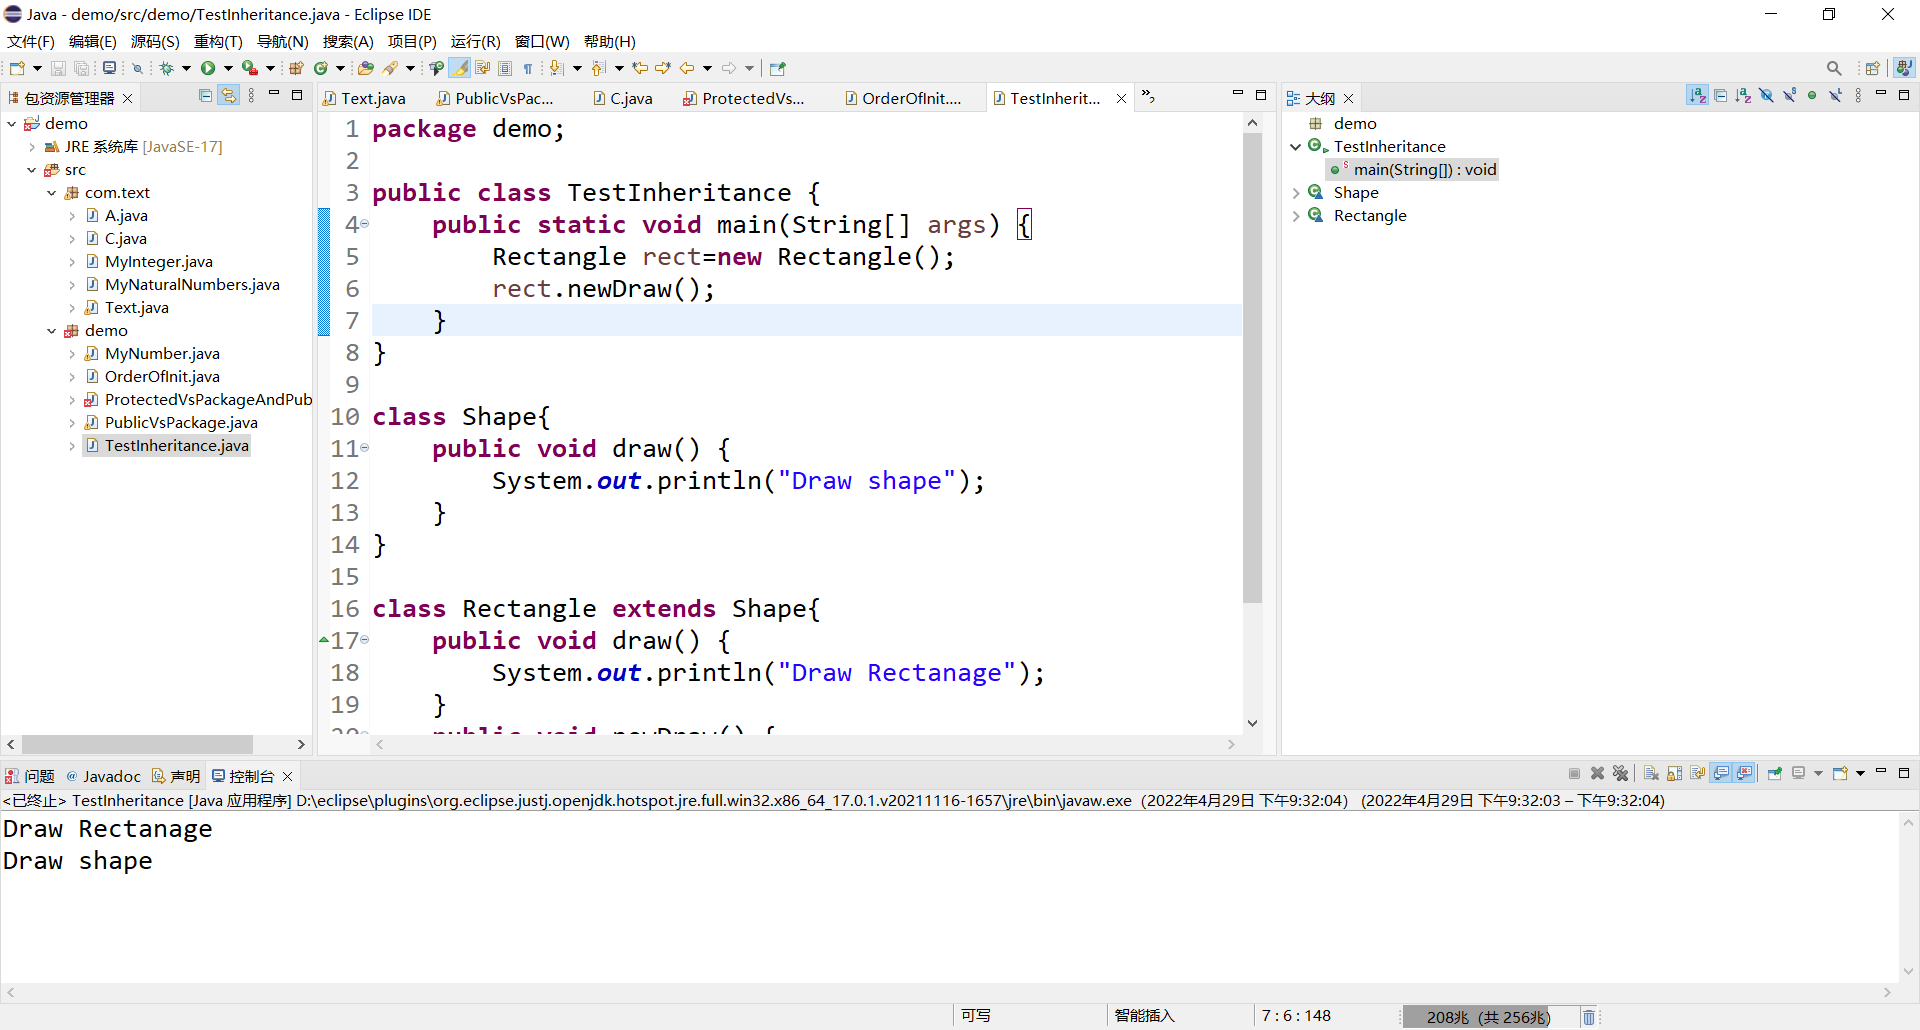 Java - demo/src/demo/TestInheritance.java - Eclipse IDE
文件(F) 编辑(E) 源码(S) 重构(T) 导航(N) 搜索(A) 项目(P) 运行(R) 窗口(W) 帮助(H)
包资源管理器
demo
JRE 系统库 [JavaSE-17]
src
com.text
A.java
C.java
MyInteger.java
MyNaturalNumbers.java
Text.java
demo
MyNumber.java
OrderOfInit.java
ProtectedVsPackageAndPub
PublicVsPackage.java
TestInheritance.java
Text.java PublicVsPac... C.java ProtectedVs... OrderOfInit.... TestInherit... »2
1 package demo;
2
3 public class TestInheritance {
4 public static void main(String[] args) {
5 Rectangle rect=new Rectangle();
6 rect.newDraw();
7 }
8 }
9
10 class Shape{
11 public void draw() {
12 System.out.println("Draw shape");
13 }
14 }
15
16 class Rectangle extends Shape{
17 public void draw() {
18 System.out.println("Draw Rectanage");
19 }
20 public void newDraw() {
大纲
demo
TestInheritance
main(String[]) : void
Shape
Rectangle
问题 @ Javadoc 声明 控制台
<已终止> TestInheritance [Java 应用程序] D:\eclipse\plugins\org.eclipse.justj.openjdk.hotspot.jre.full.win32.x86_64_17.0.1.v20211116-1657\jre\bin\javaw.exe (2022年4月29日 下午9:32:04) (2022年4月29日 下午9:32:03 – 下午9:32:04)
Draw Rectanage
Draw shape
可写 智能插入 7 : 6 : 148 208兆 (共 256兆)